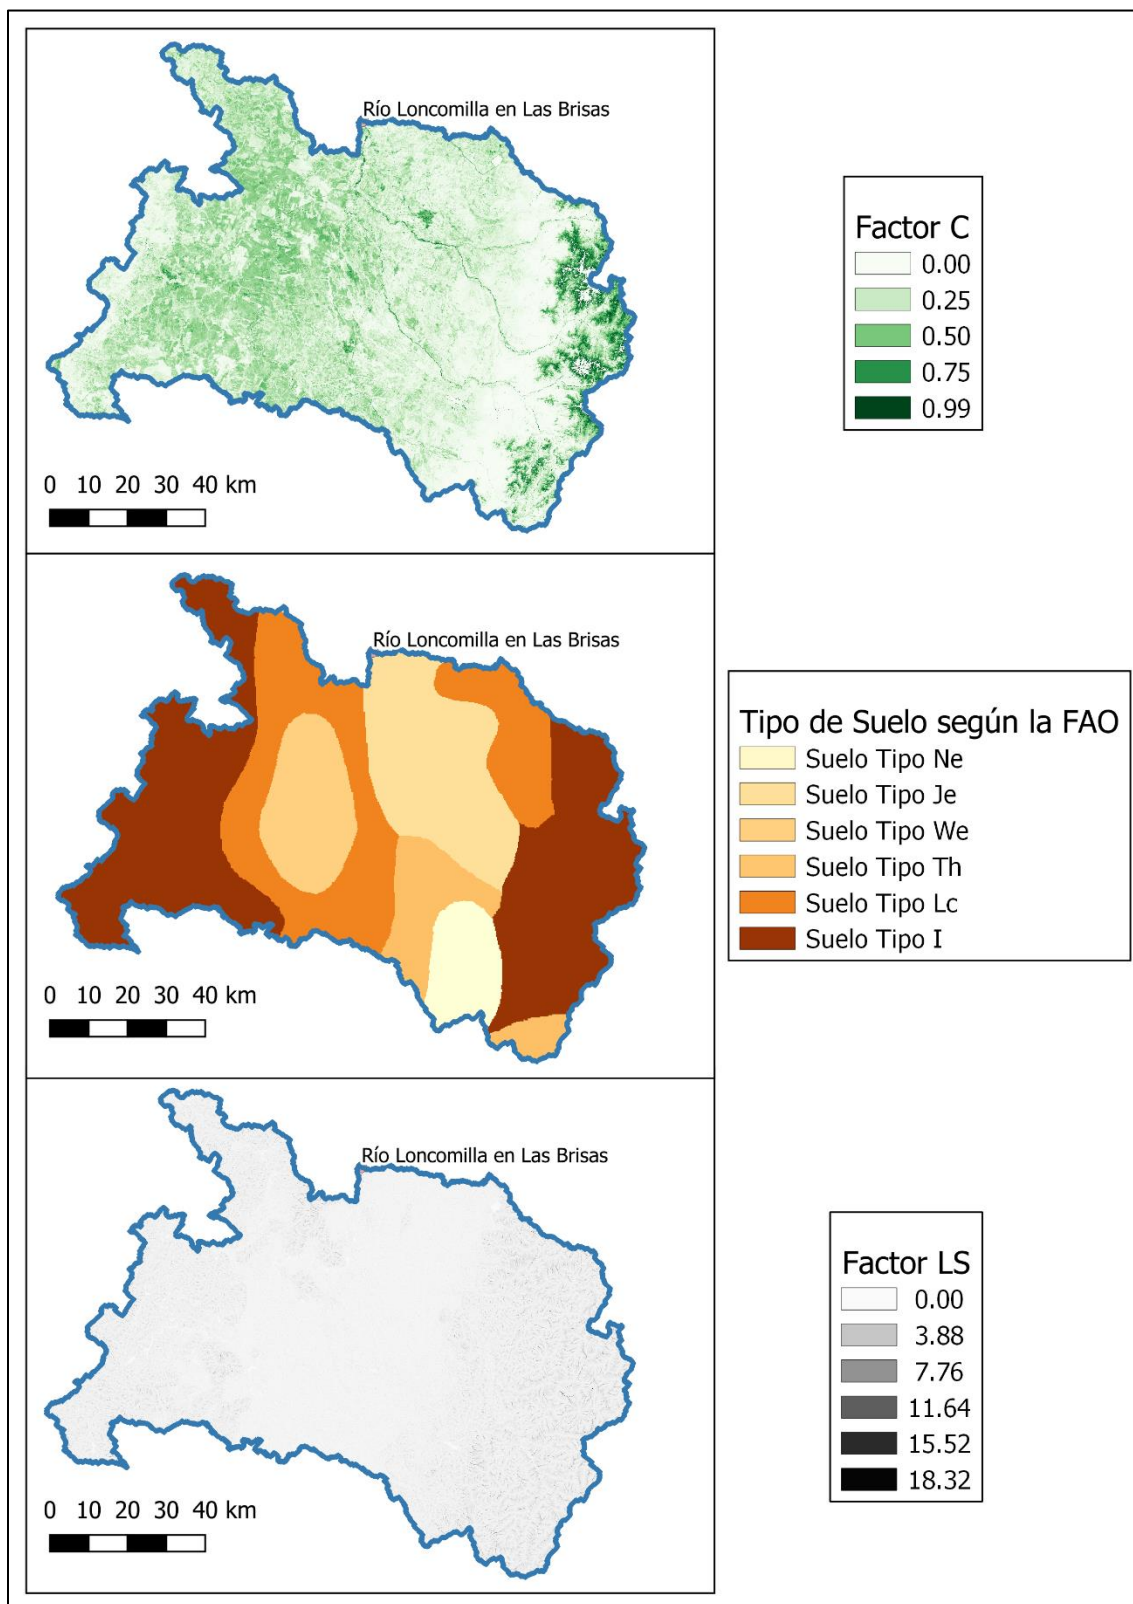 Río Loncomilla en Las Brisas
0 10 20 30 40 km
Factor C
0.00
0.25
0.50
0.75
0.99
Río Loncomilla en Las Brisas
0 10 20 30 40 km
Tipo de Suelo según la FAO
Suelo Tipo Ne
Suelo Tipo Je
Suelo Tipo We
Suelo Tipo Th
Suelo Tipo Lc
Suelo Tipo I
Río Loncomilla en Las Brisas
0 10 20 30 40 km
Factor LS
0.00
3.88
7.76
11.64
15.52
18.32